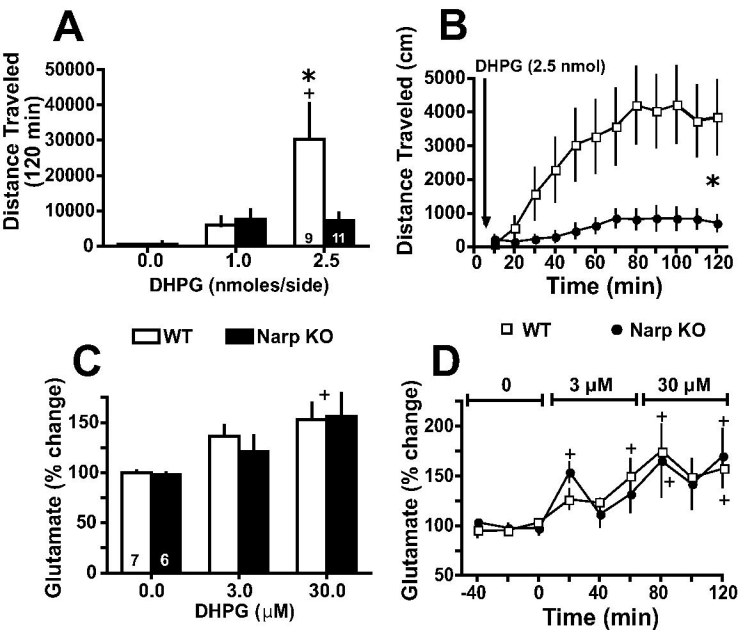 A
Distance Traveled
(120 min)
50000
40000
30000
20000
10000
0
*
+
9
11
0.0
1.0
2.5
DHPG (nmoles/side)
B
Distance Traveled (cm)
DHPG (2.5 nmol)
5000
4000
3000
2000
1000
0
*
0 20 40 60 80 100 120
Time (min)
WT
Narp KO
WT
Narp KO
C
Glutamate (% change)
150
100
50
0
+
7
6
0.0
3.0
30.0
DHPG (μM)
D
Glutamate (% change)
0
3 μM
30 μM
200
150
100
50
+
+
+
+
+
+
-40
0
40
80
120
Time (min)